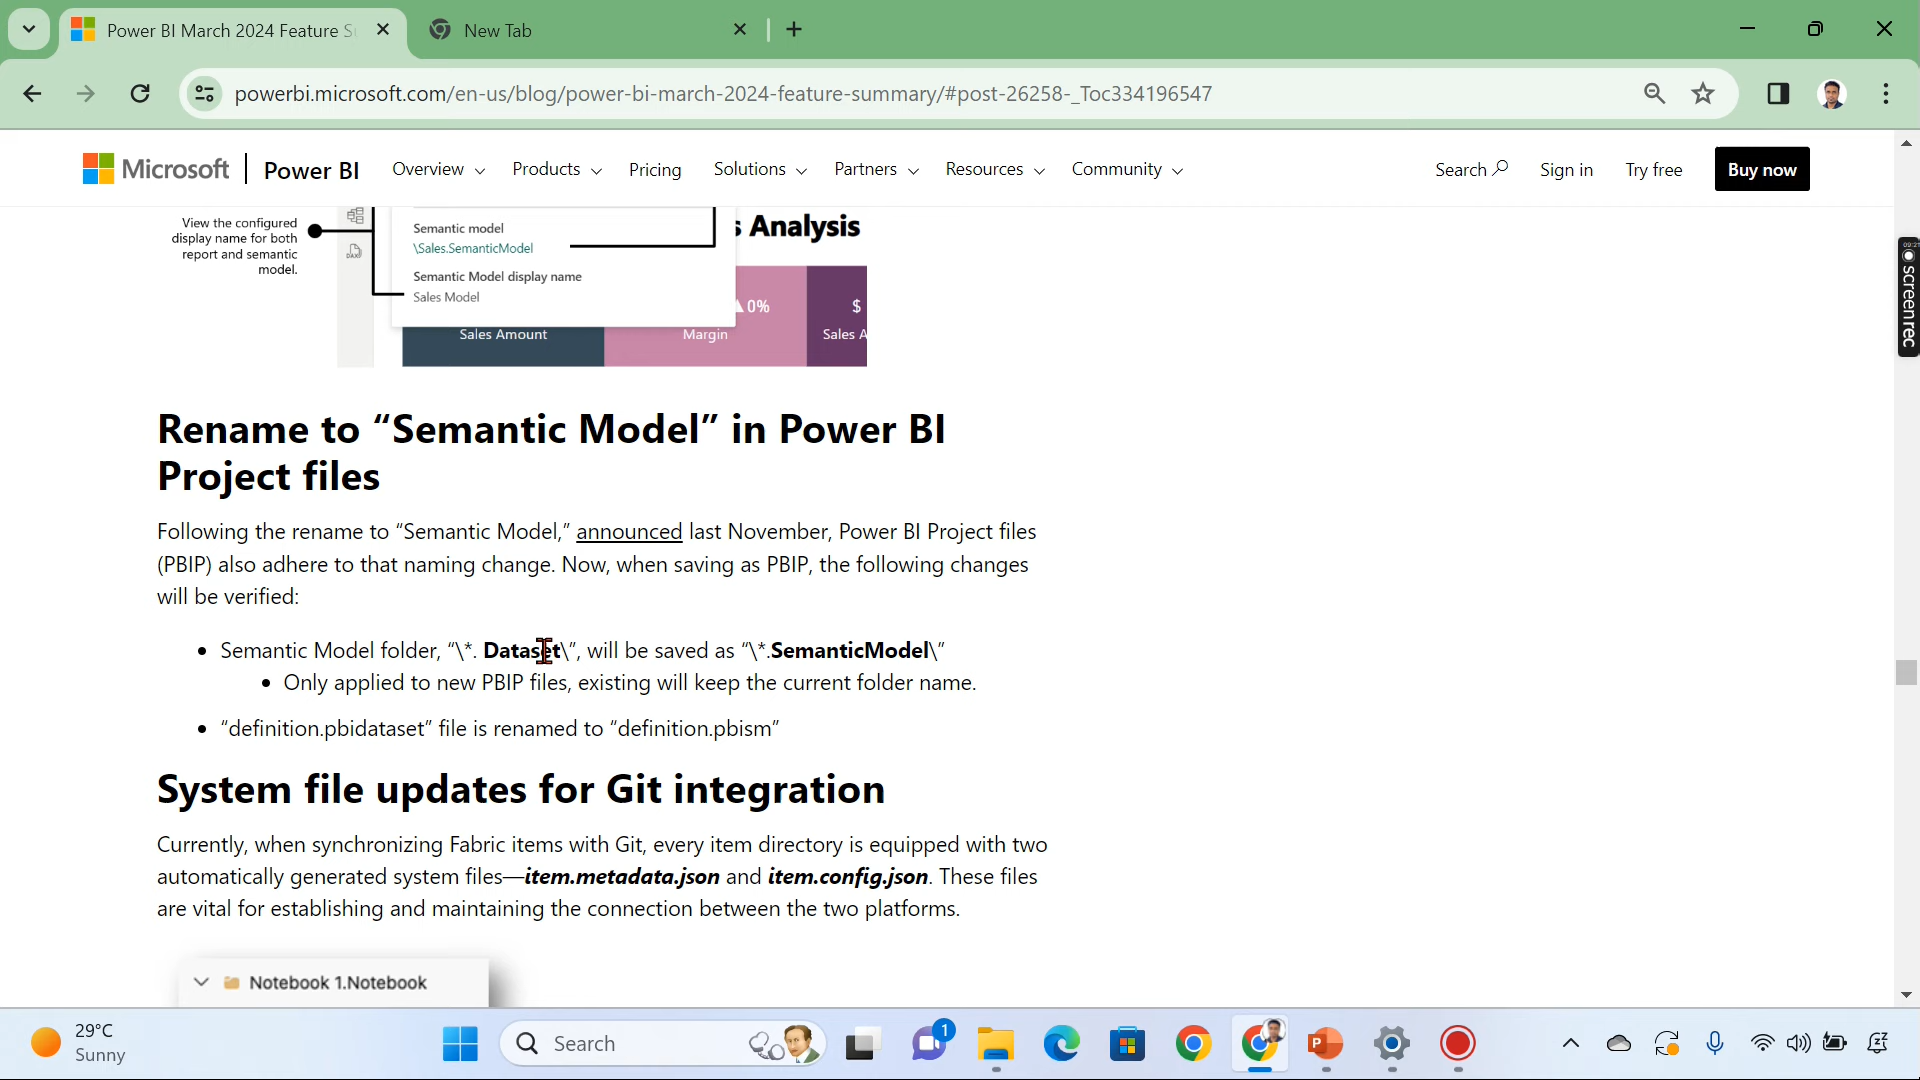 Power BI March 2024 Feature Su
New Tab
powerbi.microsoft.com/en-us/blog/power-bi-march-2024-feature-summary/#post-26258-_Toc334196547
Microsoft
Power BI
Overview
Products
Pricing
Solutions
Partners
Resources
Community
Search
Sign in
Try free
Buy now
View the configured
display name for both
report and semantic
model.
DAX
Semantic model
\Sales.SemanticModel
Semantic Model display name
Sales Model
s Analysis
▲0%
$
Sales Amount
Margin
Sales A
screenrec
Rename to “Semantic Model” in Power BI
Project files
Following the rename to “Semantic Model,” announced last November, Power BI Project files
(PBIP) also adhere to that naming change. Now, when saving as PBIP, the following changes
will be verified:
• Semantic Model folder, “\*. Dataset\”, will be saved as “\*.SemanticModel\”
• Only applied to new PBIP files, existing will keep the current folder name.
• “definition.pbidataset” file is renamed to “definition.pbism”
System file updates for Git integration
Currently, when synchronizing Fabric items with Git, every item directory is equipped with two
automatically generated system files—item.metadata.json and item.config.json. These files
are vital for establishing and maintaining the connection between the two platforms.
Notebook 1.Notebook
29°C
Sunny
Search
1